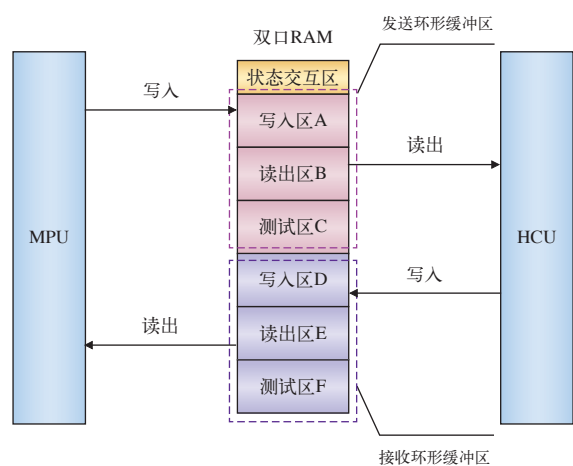 发送环形缓冲区
双口RAM
状态交互区
写入
写入区A
读出
读出区B
测试区C
MPU
HCU
写入区D
写入
读出
读出区E
测试区F
接收环形缓冲区